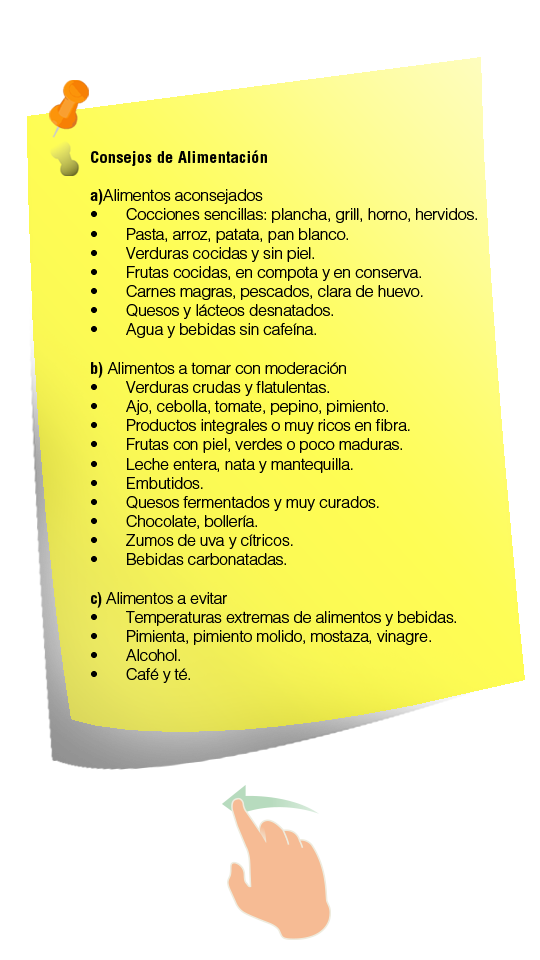 Consejos de Alimentación
a)Alimentos aconsejados
• Cocciones sencillas: plancha, grill, horno, hervidos.
• Pasta, arroz, patata, pan blanco.
• Verduras cocidas y sin piel.
• Frutas cocidas, en compota y en conserva.
• Carnes magras, pescados, clara de huevo.
• Quesos y lácteos desnatados.
• Agua y bebidas sin cafeína.
b) Alimentos a tomar con moderación
• Verduras crudas y flatulentas.
• Ajo, cebolla, tomate, pepino, pimiento.
• Productos integrales o muy ricos en fibra.
• Frutas con piel, verdes o poco maduras.
• Leche entera, nata y mantequilla.
• Embutidos.
• Quesos fermentados y muy curados.
• Chocolate, bollería.
• Zumos de uva y cítricos.
• Bebidas carbonatadas.
c) Alimentos a evitar
• Temperaturas extremas de alimentos y bebidas.
• Pimienta, pimiento molido, mostaza, vinagre.
• Alcohol.
• Café y té.